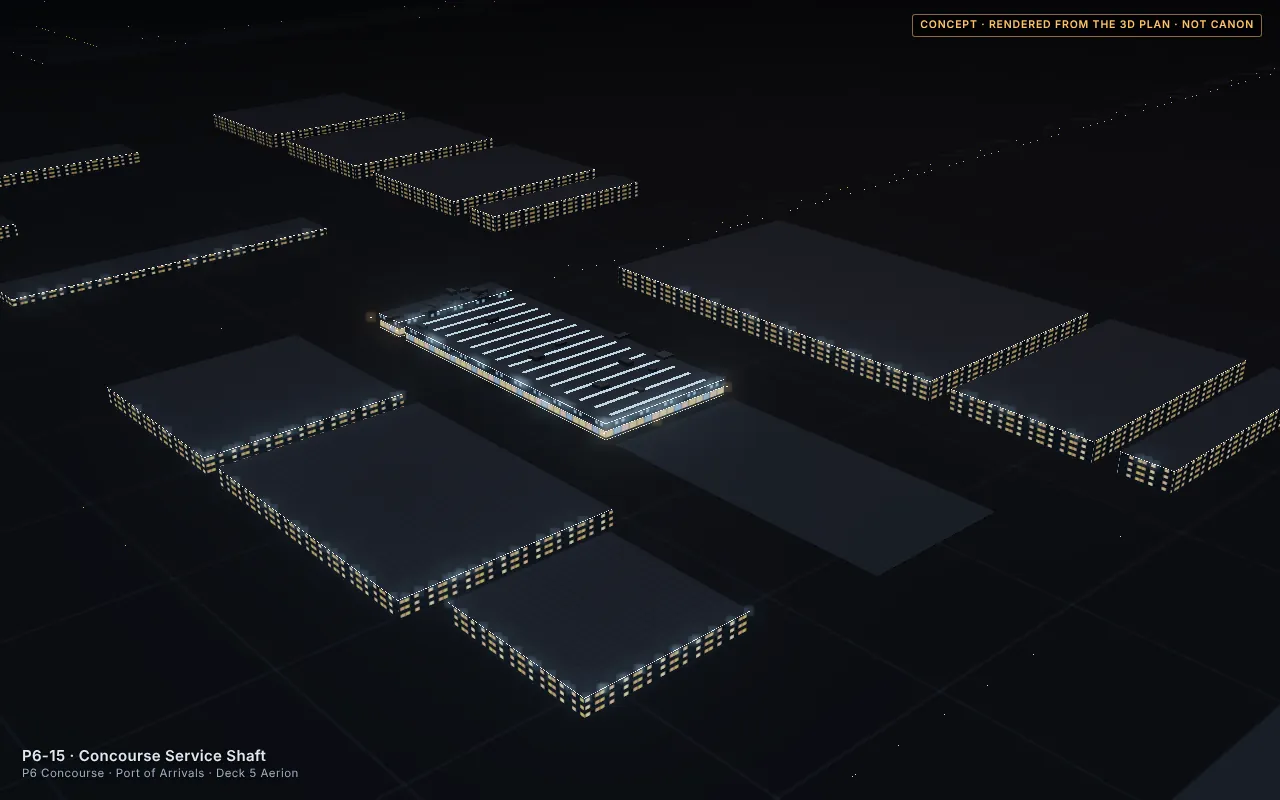 CONCEPT · RENDERED FROM THE 3D PLAN · NOT CANON
P6-15 · Concourse Service Shaft
P6 Concourse · Port of Arrivals · Deck 5 Aerion